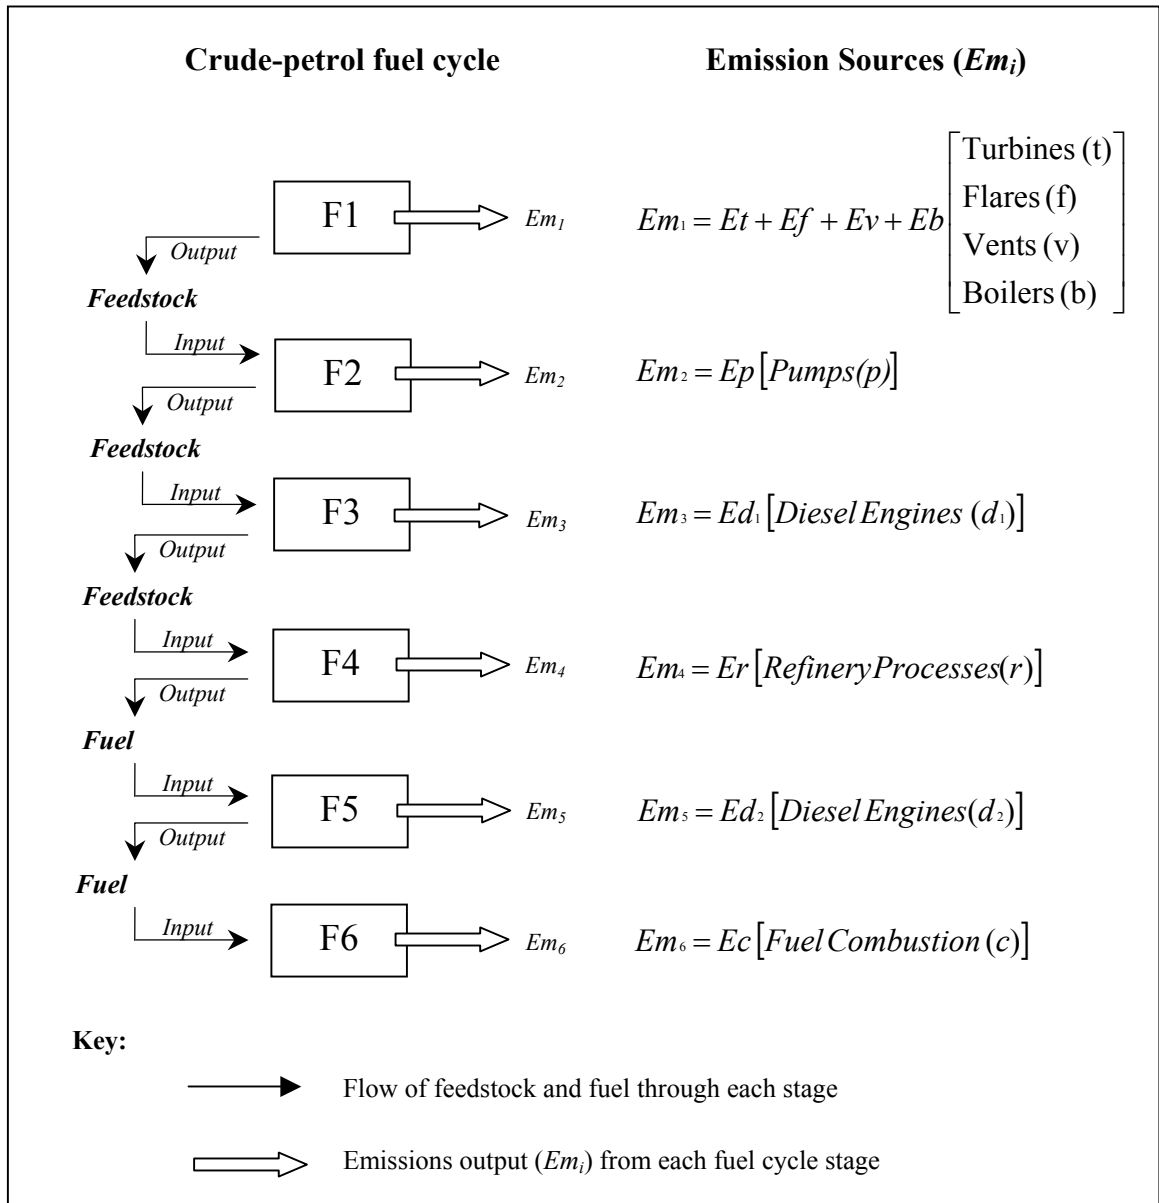 Crude-petrol fuel cycle
Emission Sources (Emi)
F1
Em1
Em1 = Et + Ef + Ev + Eb
Turbines (t)
Flares (f)
Vents (v)
Boilers (b)
Output
Feedstock
Input
F2
Em2
Em2 = Ep [Pumps(p)]
Output
Feedstock
Input
F3
Em3
Em3 = Ed1 [Diesel Engines (d1)]
Output
Feedstock
Input
F4
Em4
Em4 = Er [Refinery Processes(r)]
Output
Fuel
Input
F5
Em5
Em5 = Ed2 [Diesel Engines(d2)]
Output
Fuel
Input
F6
Em6
Em6 = Ec [Fuel Combustion (c)]
Key:
Flow of feedstock and fuel through each stage
Emissions output (Emi) from each fuel cycle stage